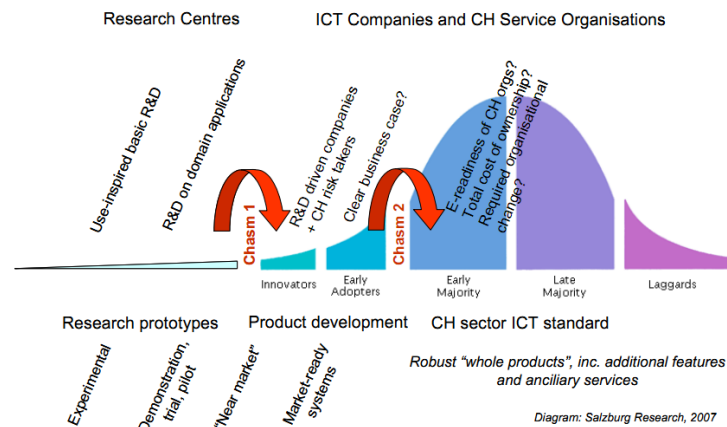 Research Centres
ICT Companies and CH Service Organisations
Use-inspired basic R&D
R&D on domain applications
Chasm 1
R&D driven companies
+ CH risk takers
Clear business case?
Chasm 2
E-readiness of CH orgs?
Total cost of ownership?
Required organisational
change?
Innovators
Early
Adopters
Early
Majority
Late
Majority
Laggards
Research prototypes
Product development
CH sector ICT standard
Experimental
Demonstration,
trial, pilot
"Near market"
Market-ready
systems
Robust “whole products”, inc. additional features
and anciliary services
Diagram: Salzburg Research, 2007